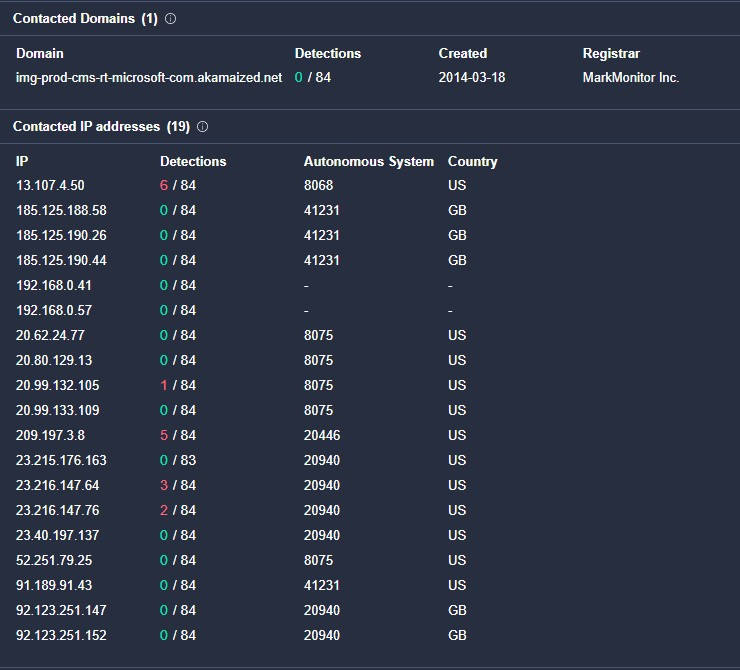 Contacted Domains (1)
Domain Detections Created Registrar
img-prod-cms-rt-microsoft-com.akamaized.net 0 / 84 2014-03-18 MarkMonitor Inc.
Contacted IP addresses (19)
IP Detections Autonomous System Country
13.107.4.50 6 / 84 8068 US
185.125.188.58 0 / 84 41231 GB
185.125.190.26 0 / 84 41231 GB
185.125.190.44 0 / 84 41231 GB
192.168.0.41 0 / 84 - -
192.168.0.57 0 / 84 - -
20.62.24.77 0 / 84 8075 US
20.80.129.13 0 / 84 8075 US
20.99.132.105 1 / 84 8075 US
20.99.133.109 0 / 84 8075 US
209.197.3.8 5 / 84 20446 US
23.215.176.163 0 / 83 20940 US
23.216.147.64 3 / 84 20940 US
23.216.147.76 2 / 84 20940 US
23.40.197.137 0 / 84 20940 US
52.251.79.25 0 / 84 8075 US
91.189.91.43 0 / 84 41231 US
92.123.251.147 0 / 84 20940 GB
92.123.251.152 0 / 84 20940 GB